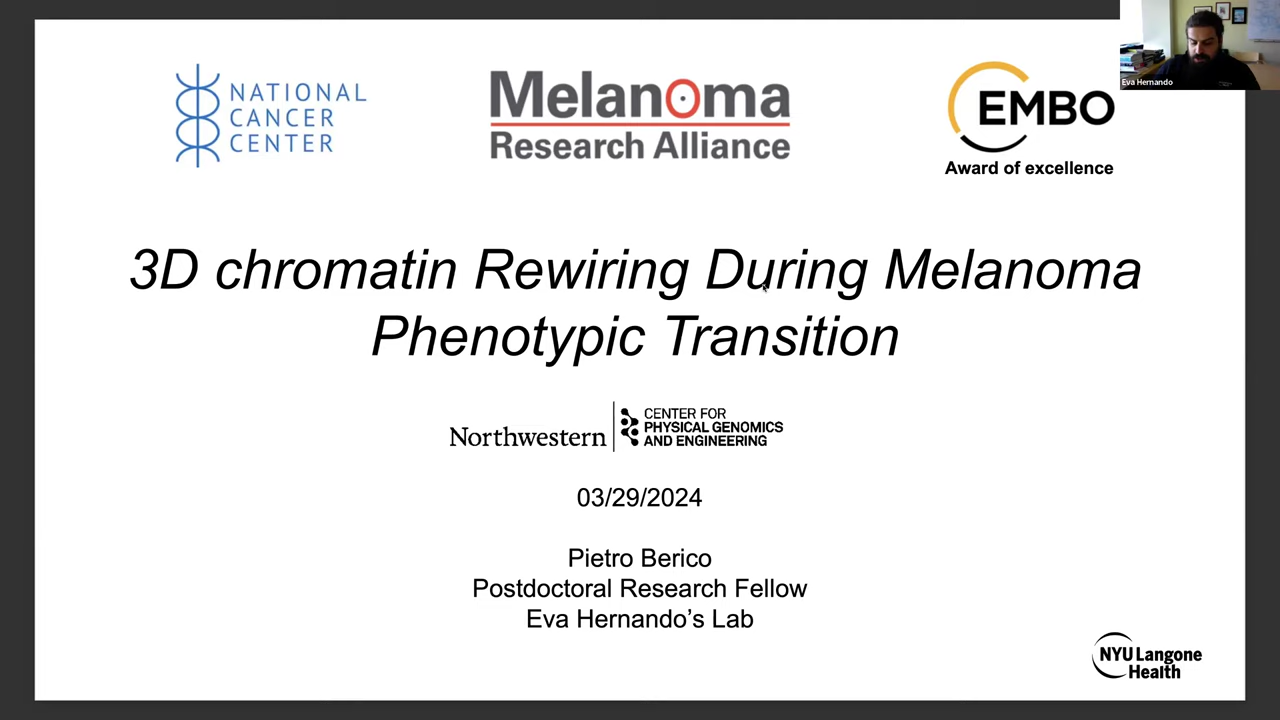 NATIONAL
CANCER
CENTER
Melanoma
Research Alliance
EMBO
Award of excellence
Eva Hernando
3D chromatin Rewiring During Melanoma
Phenotypic Transition
Northwestern
CENTER FOR
PHYSICAL GENOMICS
AND ENGINEERING
03/29/2024
Pietro Berico
Postdoctoral Research Fellow
Eva Hernando’s Lab
NYU Langone
Health